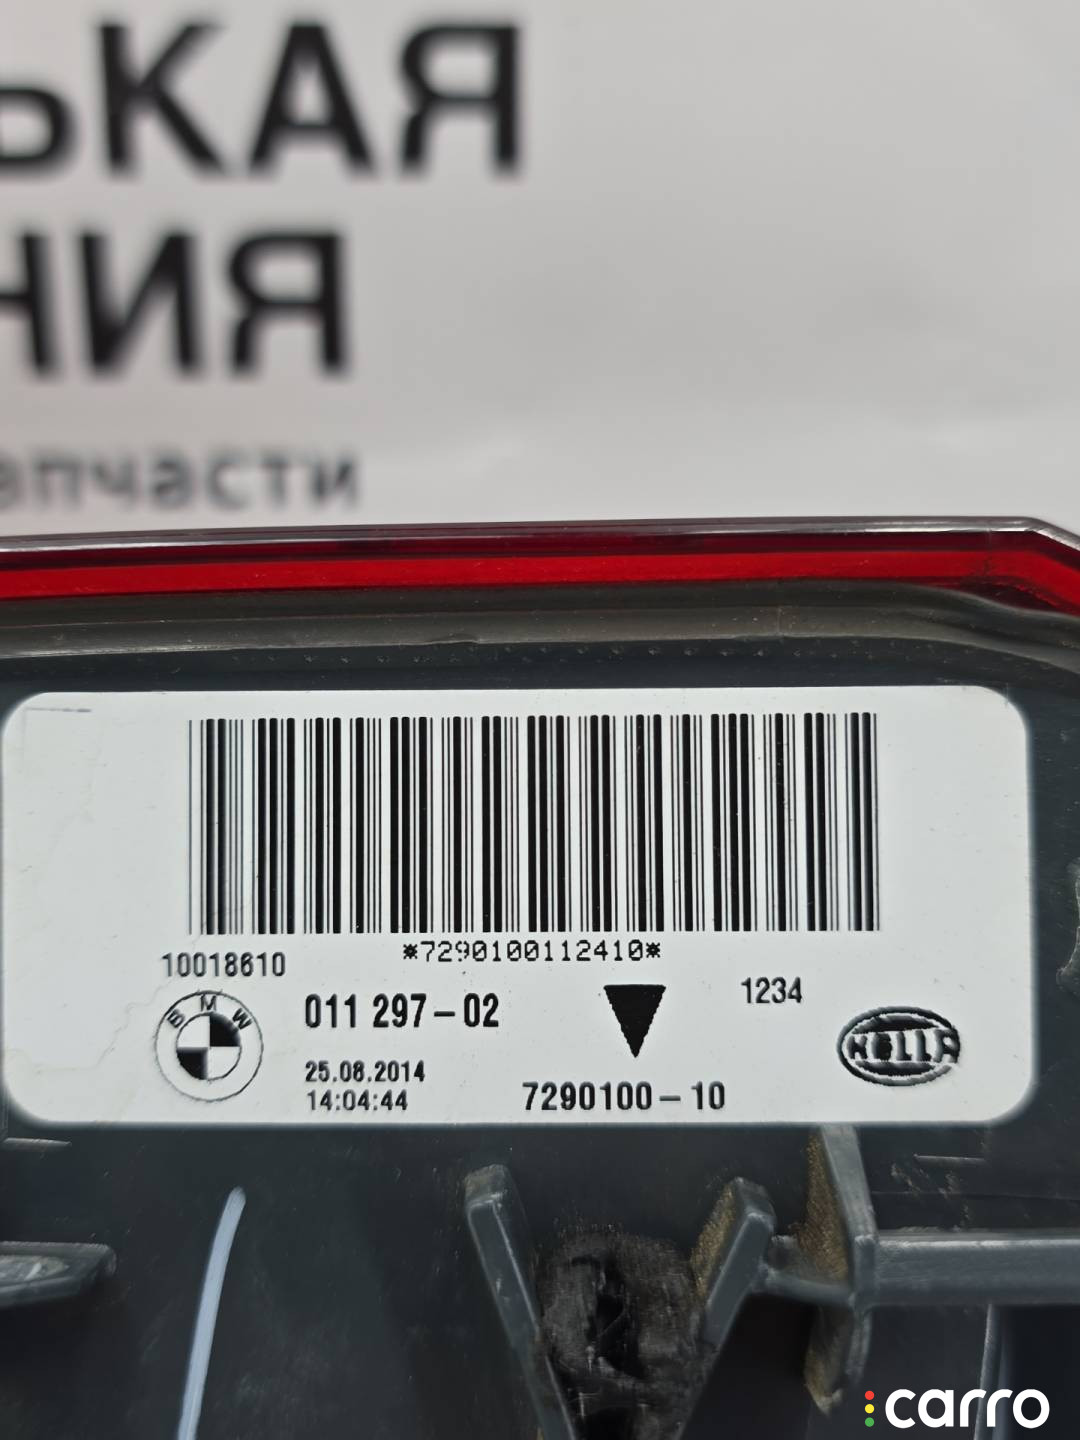 ЬКАЯ
НИЯ
апчасти
*7290100112410*
10018610
BMW
011 297-02
1234
HELLA
25.08.2014
14:04:44
7290100-10
carro